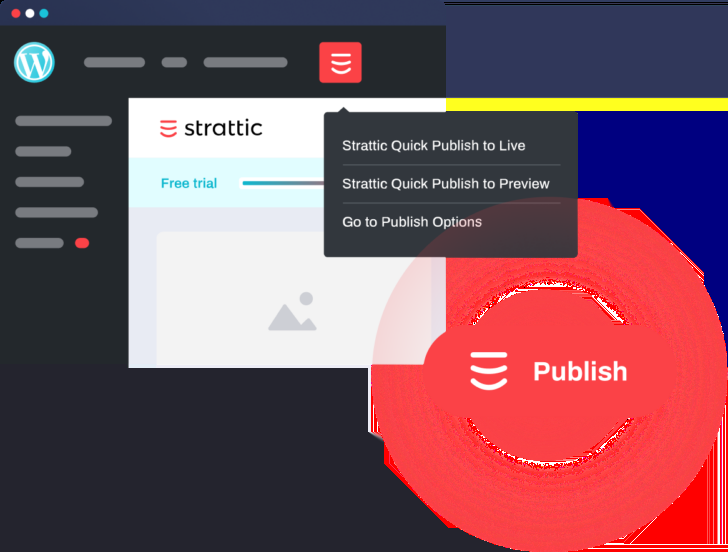 strattic
Strattic Quick Publish to Live
Free trial
Strattic Quick Publish to Preview
Go to Publish Options
Publish